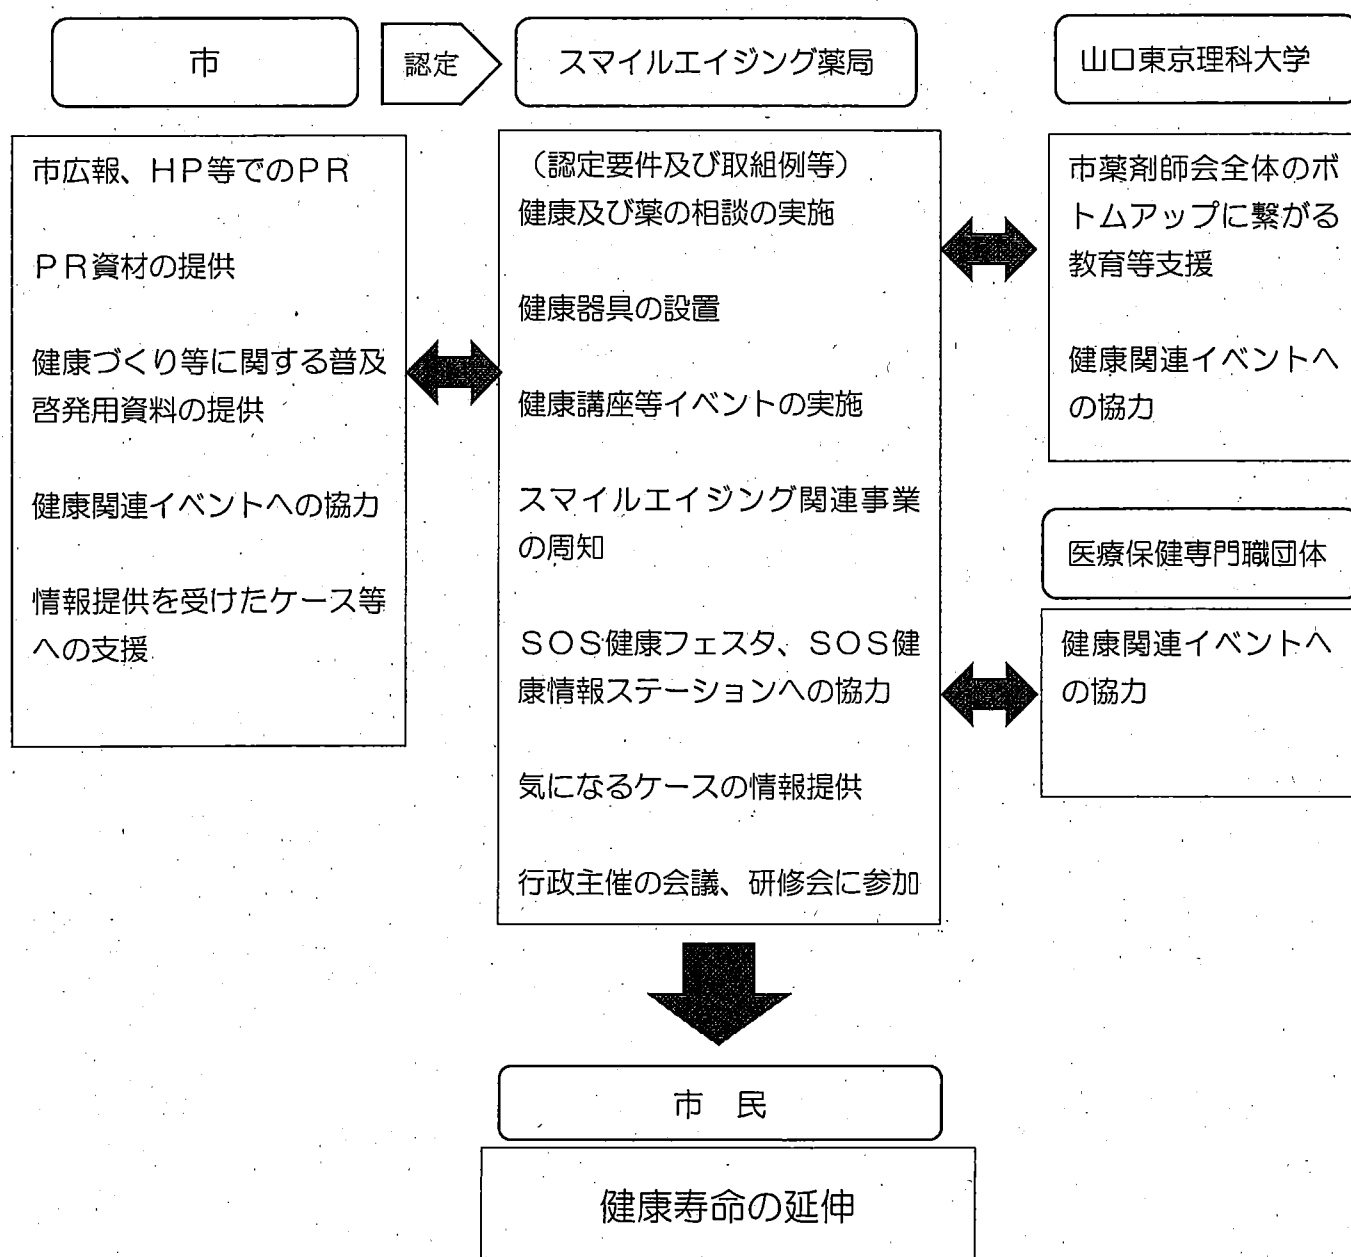 市
認定
スマイルエイジング薬局
山口東京理科大学
市広報、HP等でのPR
PR資材の提供
健康づくり等に関する普及
啓発用資料の提供
健康関連イベントへの協力
情報提供を受けたケース等
への支援
（認定要件及び取組例等）
健康及び薬の相談の実施
健康器具の設置
健康講座等イベントの実施
スマイルエイジング関連事業
の周知
SOS健康フェスタ、SOS健
康情報ステーションへの協力
気になるケースの情報提供
行政主催の会議、研修会に参加
市薬剤師会全体のボ
トムアップに繋がる
教育等支援
健康関連イベントへ
の協力
医療保健専門職団体
健康関連イベントへ
の協力
市　民
健康寿命の延伸